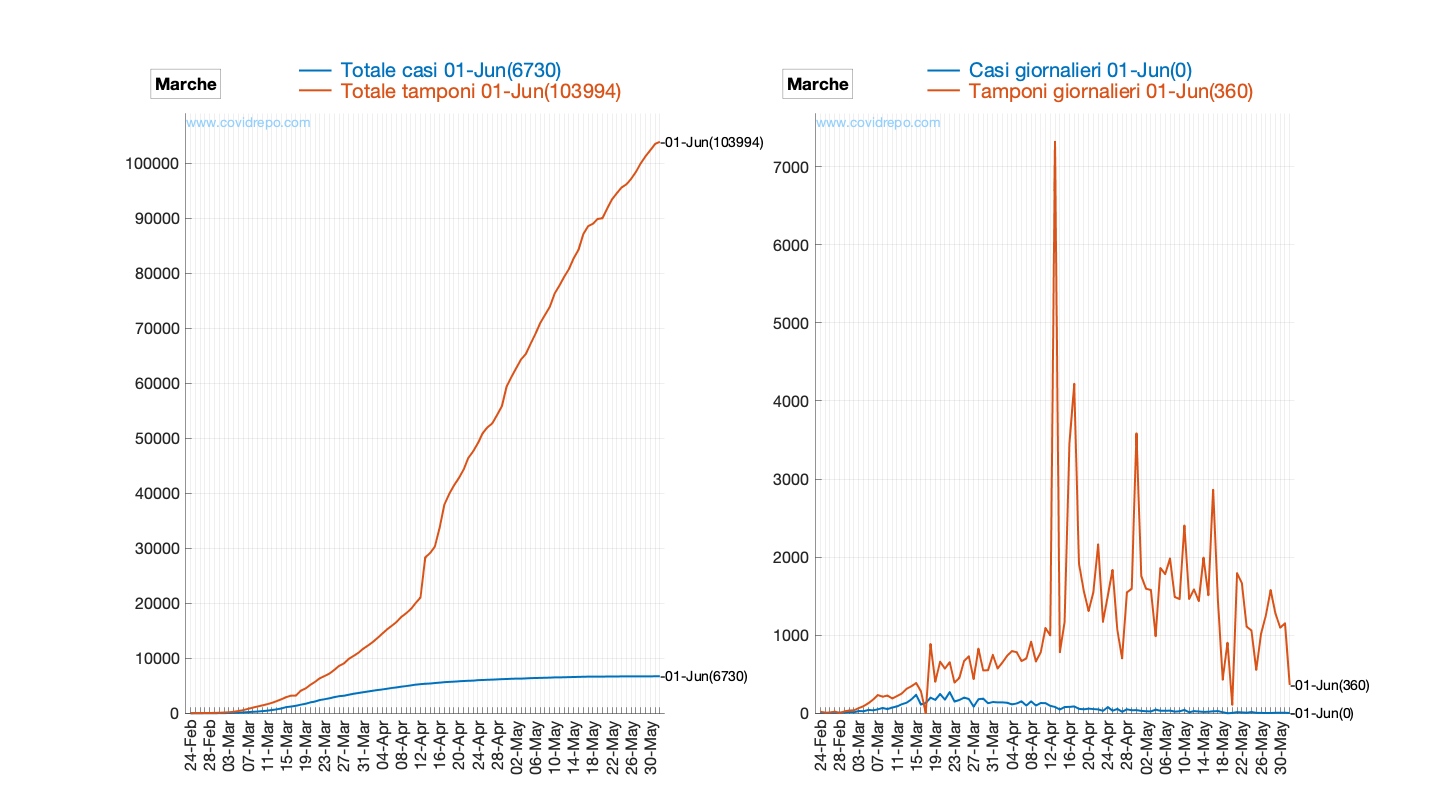 Marche
Totale casi 01-Jun(6730)
Totale tamponi 01-Jun(103994)
www.covidrepo.com
-01-Jun(103994)
100000
90000
80000
70000
60000
50000
40000
30000
20000
10000
-01-Jun(6730)
0
24-Feb
28-Feb
03-Mar
07-Mar
11-Mar
15-Mar
19-Mar
23-Mar
27-Mar
31-Mar
04-Apr
08-Apr
12-Apr
16-Apr
20-Apr
24-Apr
28-Apr
02-May
06-May
10-May
14-May
18-May
22-May
26-May
30-May
Marche
Casi giornalieri 01-Jun(0)
Tamponi giornalieri 01-Jun(360)
www.covidrepo.com
7000
6000
5000
4000
3000
2000
1000
-01-Jun(360)
0
-01-Jun(0)
24-Feb
28-Feb
03-Mar
07-Mar
11-Mar
15-Mar
19-Mar
23-Mar
27-Mar
31-Mar
04-Apr
08-Apr
12-Apr
16-Apr
20-Apr
24-Apr
28-Apr
02-May
06-May
10-May
14-May
18-May
22-May
26-May
30-May